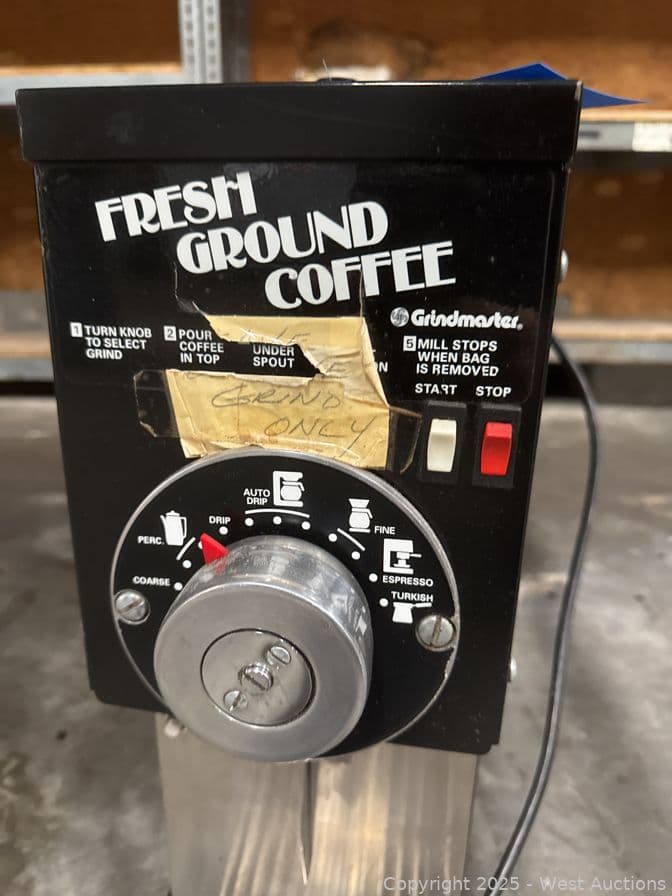 FRESH
GROUND
COFFEE
Grindmaster®
1 TURN KNOB
TO SELECT
GRIND
2 POUR
COFFEE
IN TOP
UNDER
SPOUT
5 MILL STOPS
WHEN BAG
IS REMOVED
GRIND
ONLY
START STOP
AUTO
DRIP
DRIP
FINE
PERC.
ESPRESSO
COARSE
TURKISH
Copyright 2025 - West Auctions